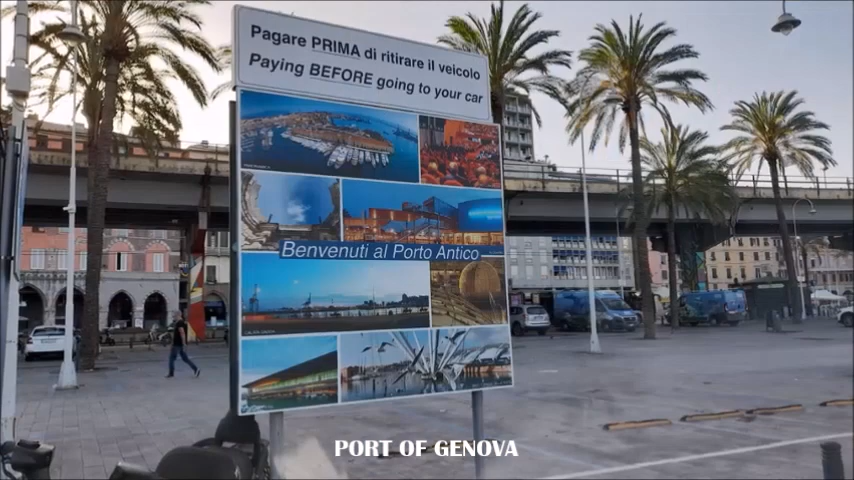 Pagare PRIMA di ritirare il veicolo
Paying BEFORE going to your car
Benvenuti al Porto Antico
PORT OF GENOVA